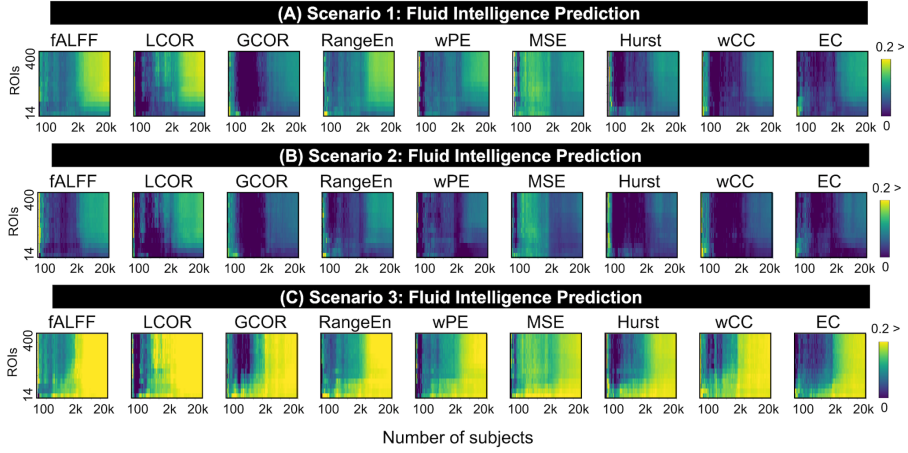 (A) Scenario 1: Fluid Intelligence Prediction
fALFF LCOR GCOR RangeEn wPE MSE Hurst wCC EC
ROIs
400
14
0.2 >
0
100 2k 20k 100 2k 20k 100 2k 20k 100 2k 20k 100 2k 20k 100 2k 20k 100 2k 20k 100 2k 20k 100 2k 20k
(B) Scenario 2: Fluid Intelligence Prediction
fALFF LCOR GCOR RangeEn wPE MSE Hurst wCC EC
ROIs
400
14
0.2 >
0
100 2k 20k 100 2k 20k 100 2k 20k 100 2k 20k 100 2k 20k 100 2k 20k 100 2k 20k 100 2k 20k 100 2k 20k
(C) Scenario 3: Fluid Intelligence Prediction
fALFF LCOR GCOR RangeEn wPE MSE Hurst wCC EC
ROIs
400
14
0.2 >
0
100 2k 20k 100 2k 20k 100 2k 20k 100 2k 20k 100 2k 20k 100 2k 20k 100 2k 20k 100 2k 20k 100 2k 20k
Number of subjects